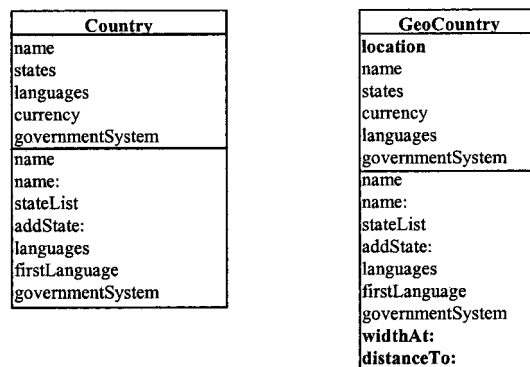 Country
name
states
languages
currency
governmentSystem
name
name:
stateList
addState:
languages
firstLanguage
governmentSystem
GeoCountry
location
name
states
currency
languages
governmentSystem
name
name:
stateList
addState:
languages
firstLanguage
governmentSystem
widthAt:
distanceTo: